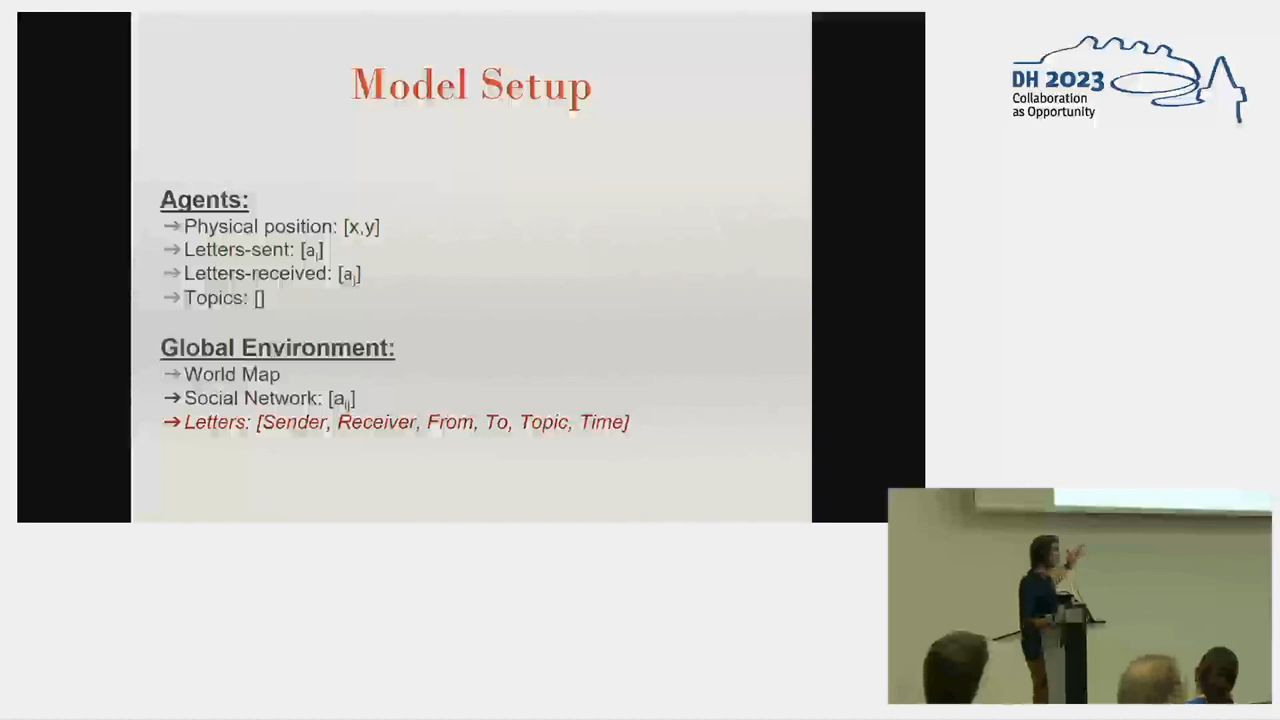 Model Setup
Agents:
→Physical position: [x,y]
→Letters-sent: [aᵢ]
→Letters-received: [aⱼ]
→Topics: []
Global Environment:
→World Map
→Social Network: [aᵢⱼ]
→Letters: [Sender, Receiver, From, To, Topic, Time]
DH 2023
Collaboration
as Opportunity